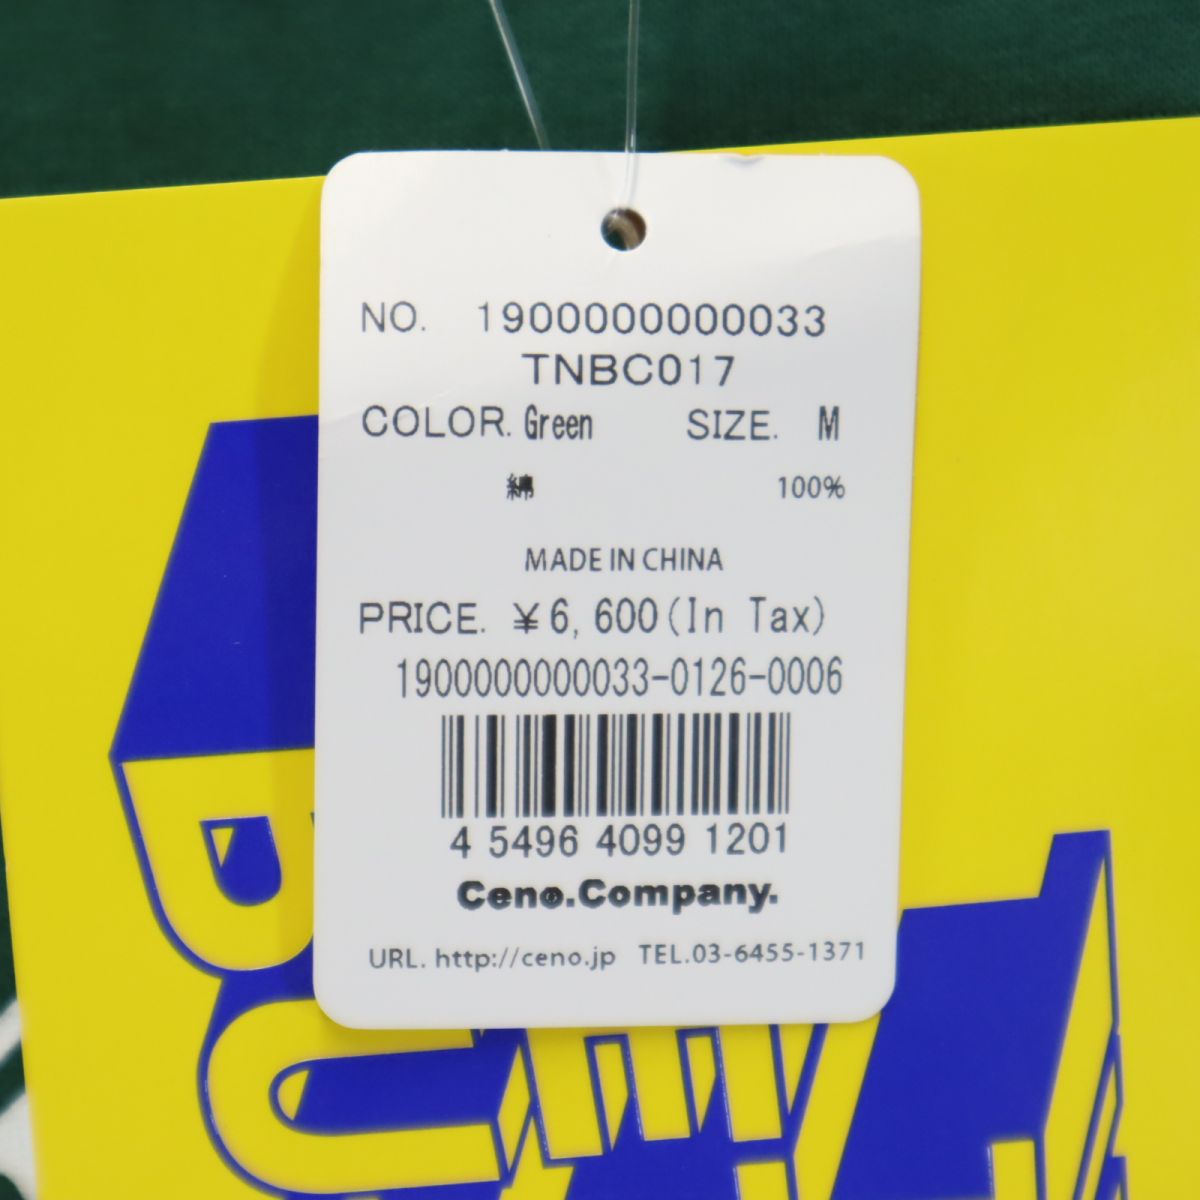 NO. 1900000000033
TNBC017
COLOR. Green SIZE. M
綿 100%
MADE IN CHINA
PRICE. ¥6,600(In Tax)
1900000000033-0126-0006
4 5496 4099 1201
Ceno.Company.
URL. http://ceno.jp TEL.03-6455-1371